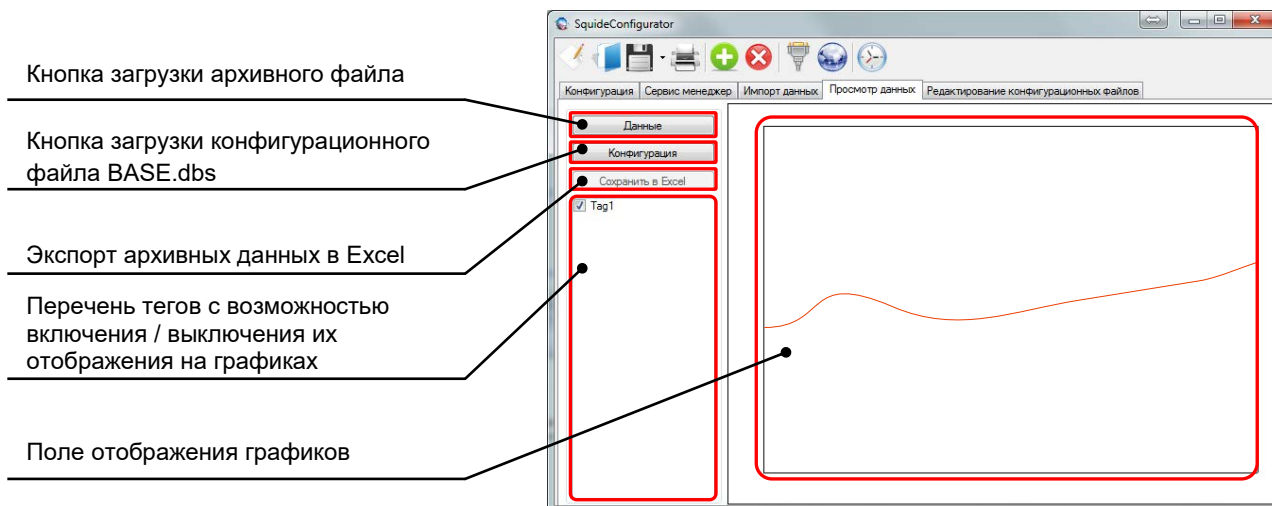 SquideConfigurator
Конфигурация Сервис менеджер Импорт данных Просмотр данных Редактирование конфигурационных файлов
Кнопка загрузки архивного файла
Данные
Кнопка загрузки конфигурационного
файла BASE.dbs
Конфигурация
Сохранить в Excel
Tag1
Экспорт архивных данных в Excel
Перечень тегов с возможностью
включения / выключения их
отображения на графиках
Поле отображения графиков